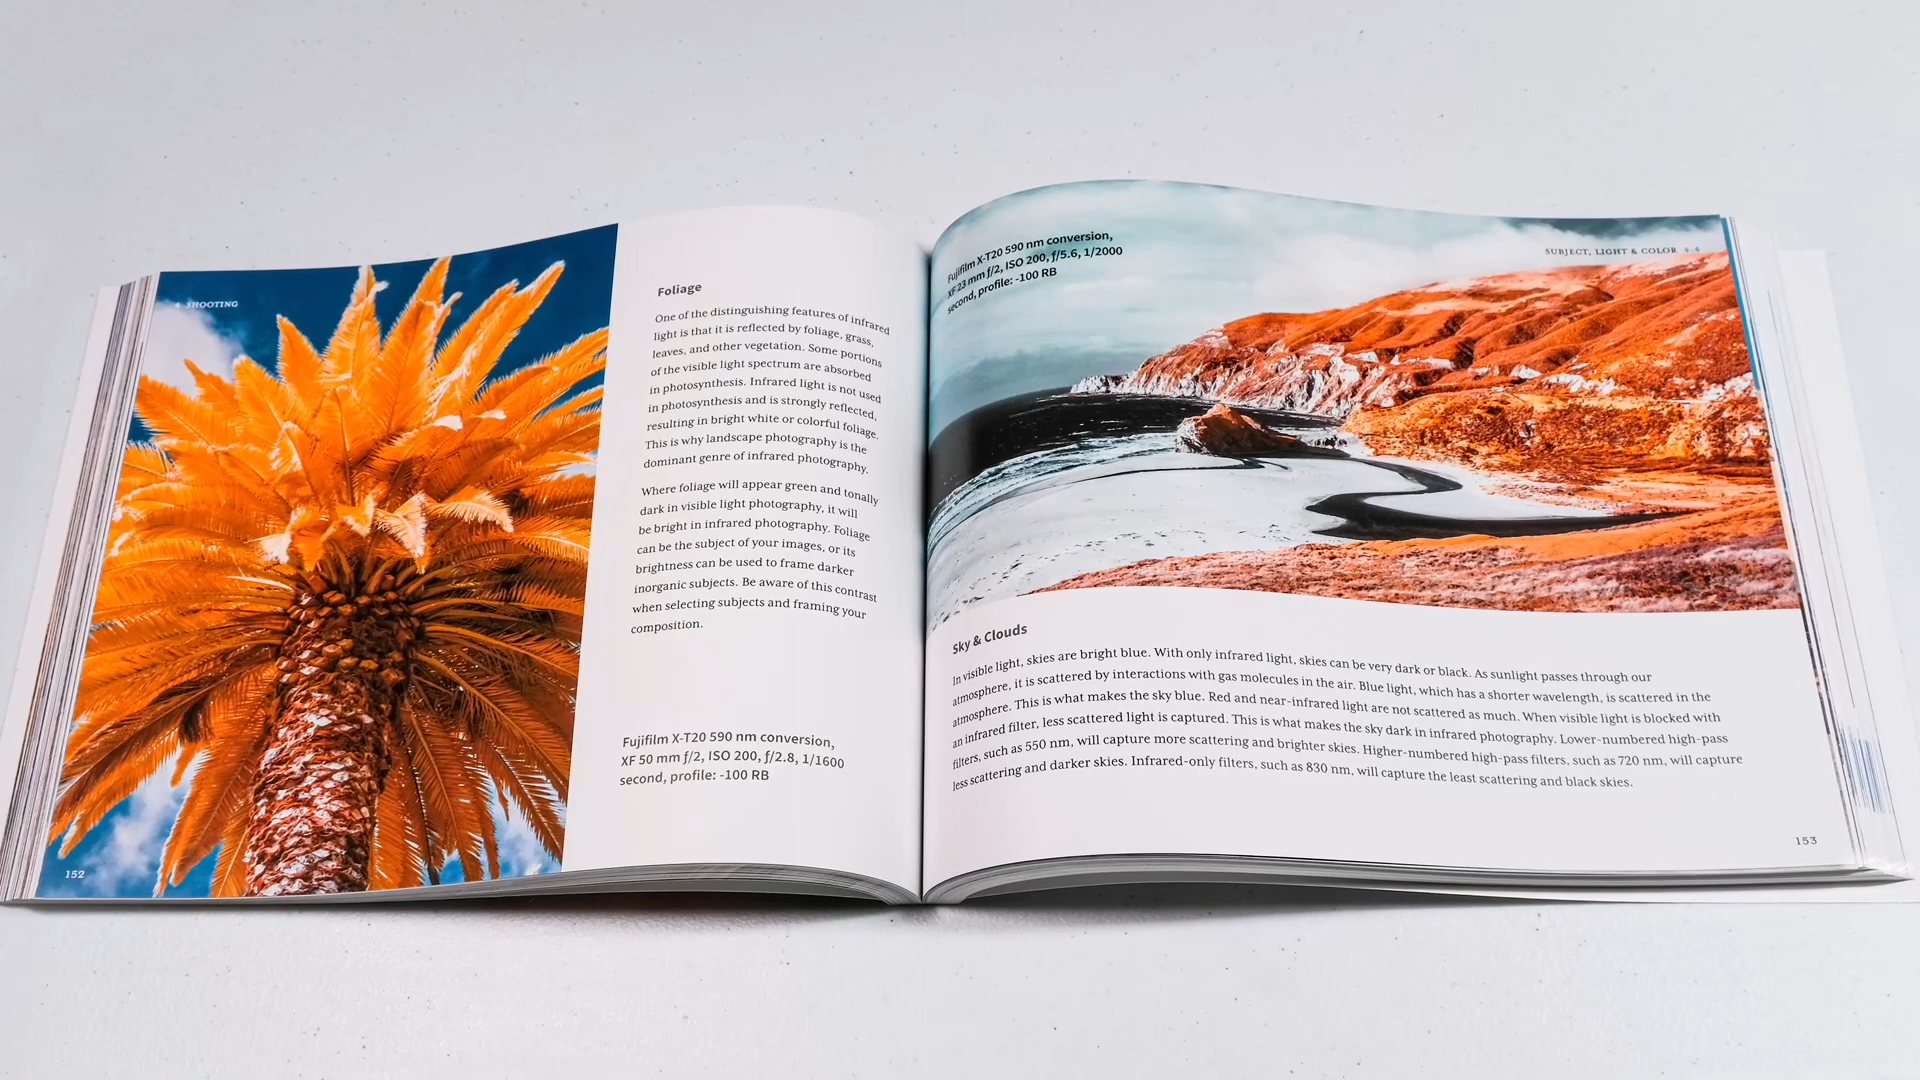 4 SHOOTING
Foliage
One of the distinguishing features of infrared
light is that it is reflected by foliage, grass,
leaves, and other vegetation. Some portions
of the visible light spectrum are absorbed
in photosynthesis. Infrared light is not used
in photosynthesis and is strongly reflected,
resulting in bright white or colorful foliage.
This is why landscape photography is the
dominant genre of infrared photography.
Where foliage will appear green and tonally
dark in visible light photography, it will
be bright in infrared photography. Foliage
can be the subject of your images, or its
brightness can be used to frame darker
inorganic subjects. Be aware of this contrast
when selecting subjects and framing your
composition.
Fujifilm X-T20 590 nm conversion,
XF 50 mm f/2, ISO 200, f/2.8, 1/1600
second, profile: -100 RB
152
Fujifilm X-T20 590 nm conversion,
XF 23 mm f/2, ISO 200, f/5.6, 1/2000
second, profile: -100 RB
SUBJECT, LIGHT & COLOR 4.4
Sky & Clouds
In visible light, skies are bright blue. With only infrared light, skies can be very dark or black. As sunlight passes through our
atmosphere, it is scattered by interactions with gas molecules in the air. Blue light, which has a shorter wavelength, is scattered in the
atmosphere. This is what makes the sky blue. Red and near-infrared light are not scattered as much. When visible light is blocked with
an infrared filter, less scattered light is captured. This is what makes the sky dark in infrared photography. Lower-numbered high-pass
filters, such as 550 nm, will capture more scattering and brighter skies. Higher-numbered high-pass filters, such as 720 nm, will capture
less scattering and darker skies. Infrared-only filters, such as 830 nm, will capture the least scattering and black skies.
153